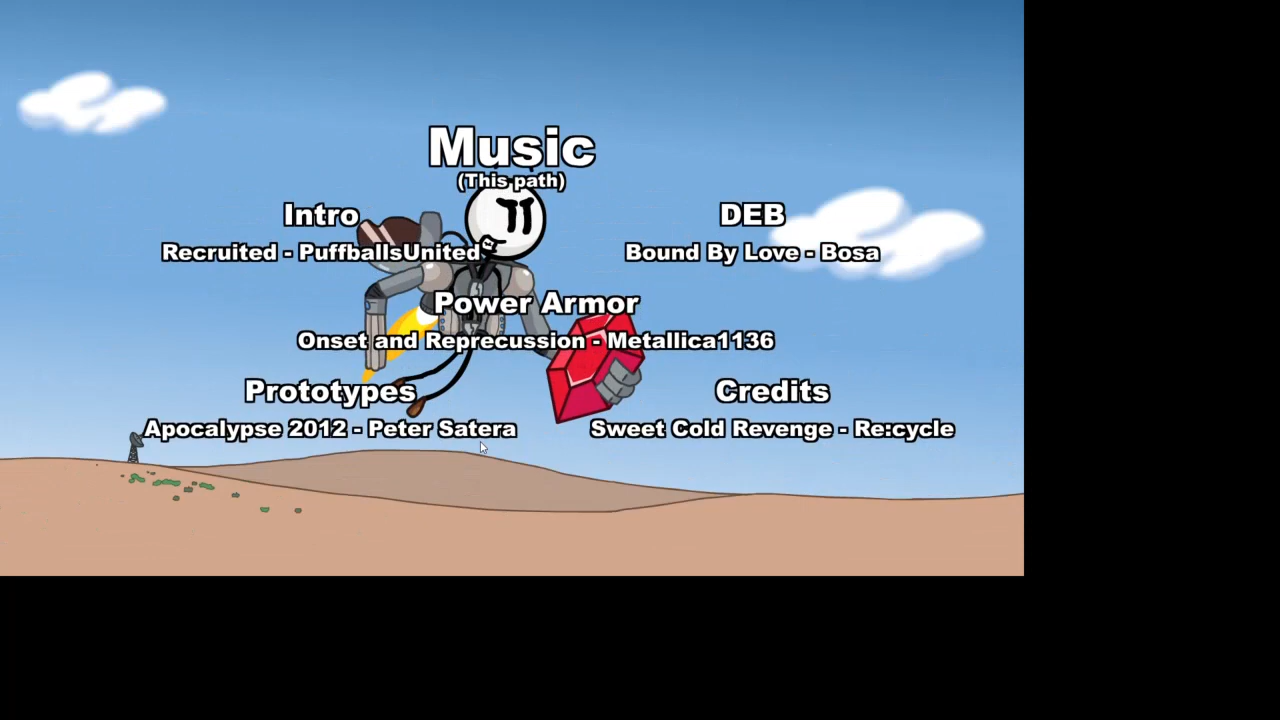 Music
(This path)
Intro
Recruited - PuffballsUnited
DEB
Bound By Love - Bosa
Power Armor
Onset and Reprecussion - Metallica1136
Prototypes
Apocalypse 2012 - Peter Satera
Credits
Sweet Cold Revenge - Re:cycle